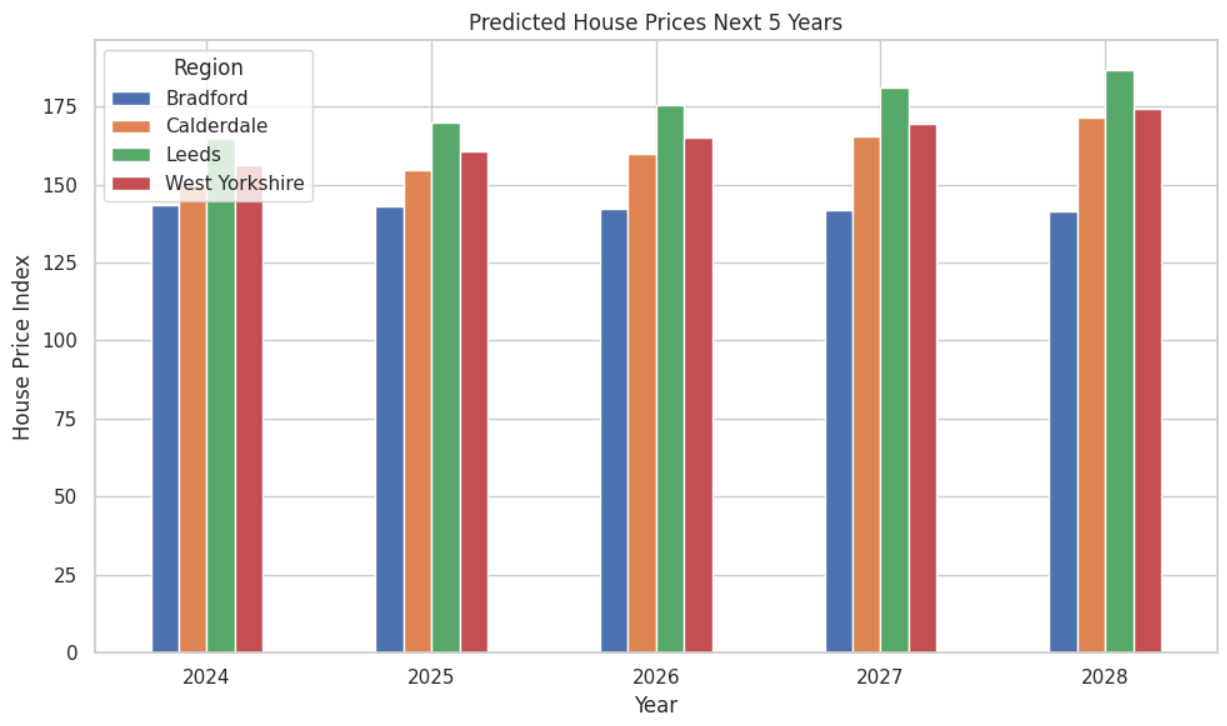 Predicted House Prices Next 5 Years
Region
Bradford
Calderdale
Leeds
West Yorkshire
House Price Index
175
150
125
100
75
50
25
0
2024 2025 2026 2027 2028
Year